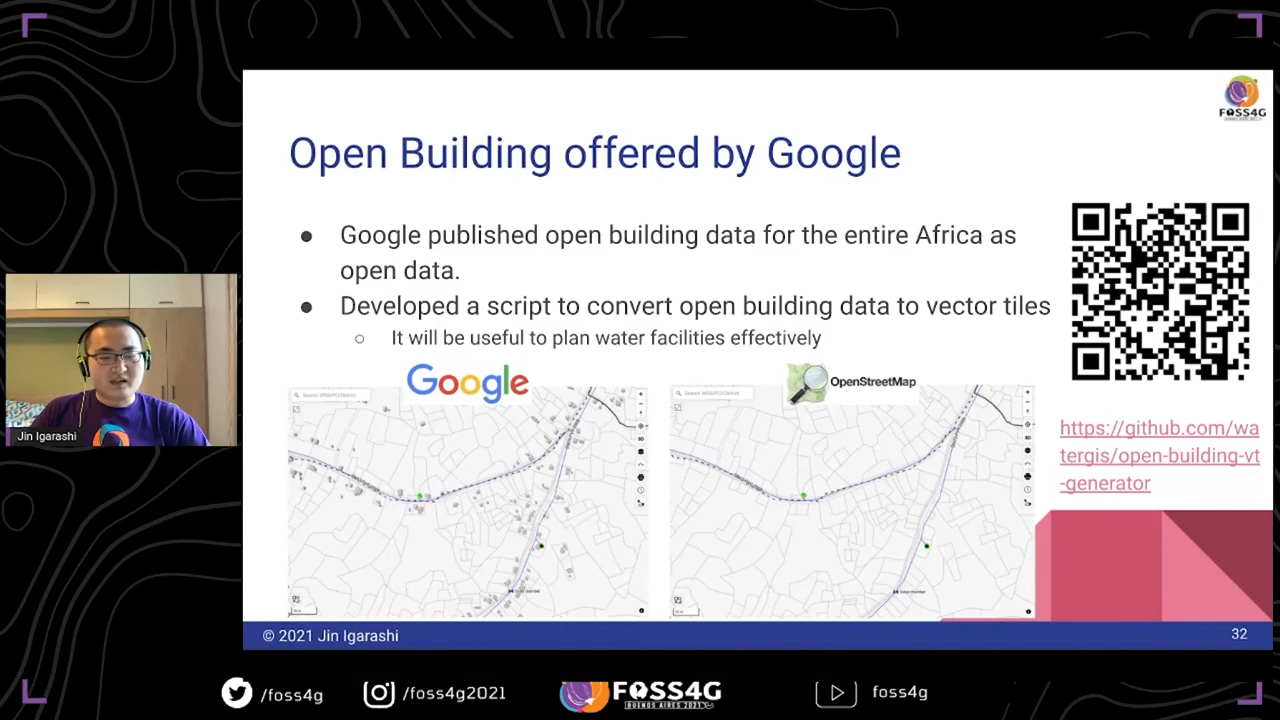 FOSS4G
Open Building offered by Google
● Google published open building data for the entire Africa as
open data.
● Developed a script to convert open building data to vector tiles
○ It will be useful to plan water facilities effectively
Google
OpenStreetMap
https://github.com/wa
tergis/open-building-vt
-generator
Jin Igarashi
© 2021 Jin Igarashi
32
/foss4g
/foss4g2021
FOSS4G
BUENOS AIRES 2021
foss4g